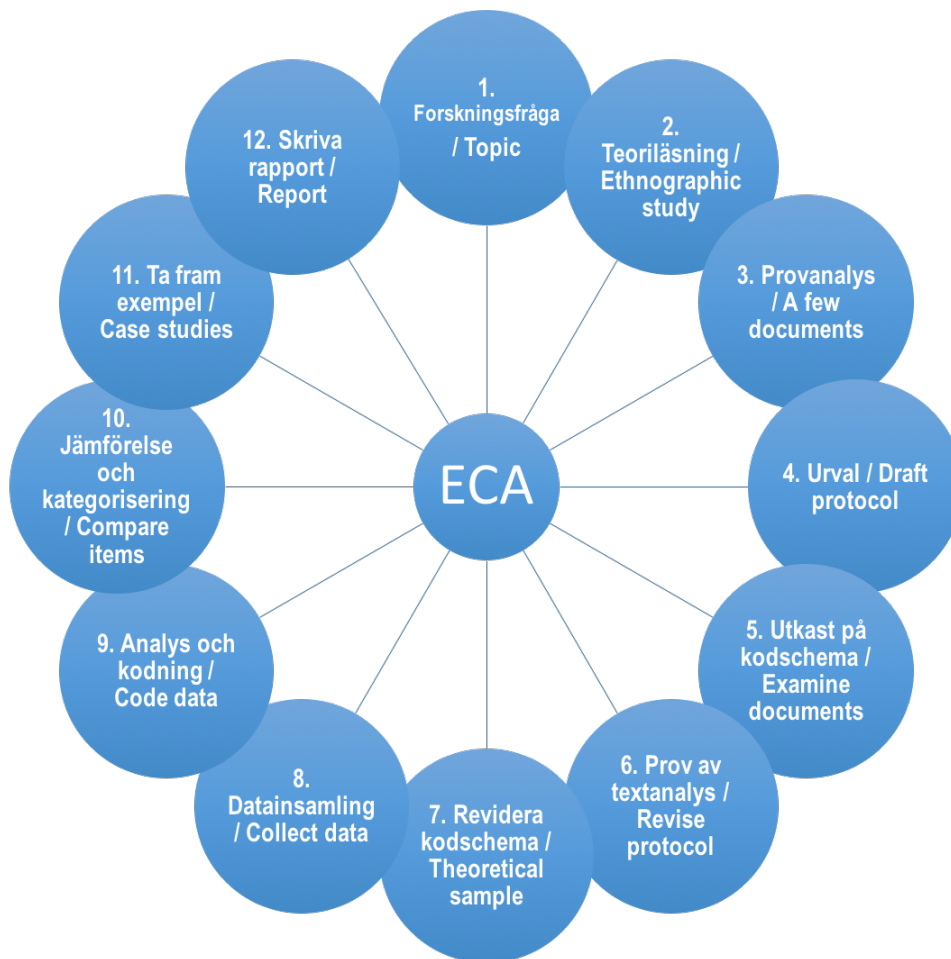 1.
Forskningsfråga
/ Topic
2.
Teoriläsning /
Ethnographic
study
3. Provanalys
/ A few
documents
4. Urval / Draft
protocol
5. Utkast på
kodschema /
Examine
documents
6. Prov av
textanalys /
Revise
protocol
7. Revidera
kodschema /
Theoretical
sample
8.
Datainsamling
/ Collect data
9. Analys och
kodning /
Code data
10.
Jämförelse
och
kategorisering
/ Compare
items
11. Ta fram
exempel /
Case studies
12. Skriva
rapport /
Report
ECA